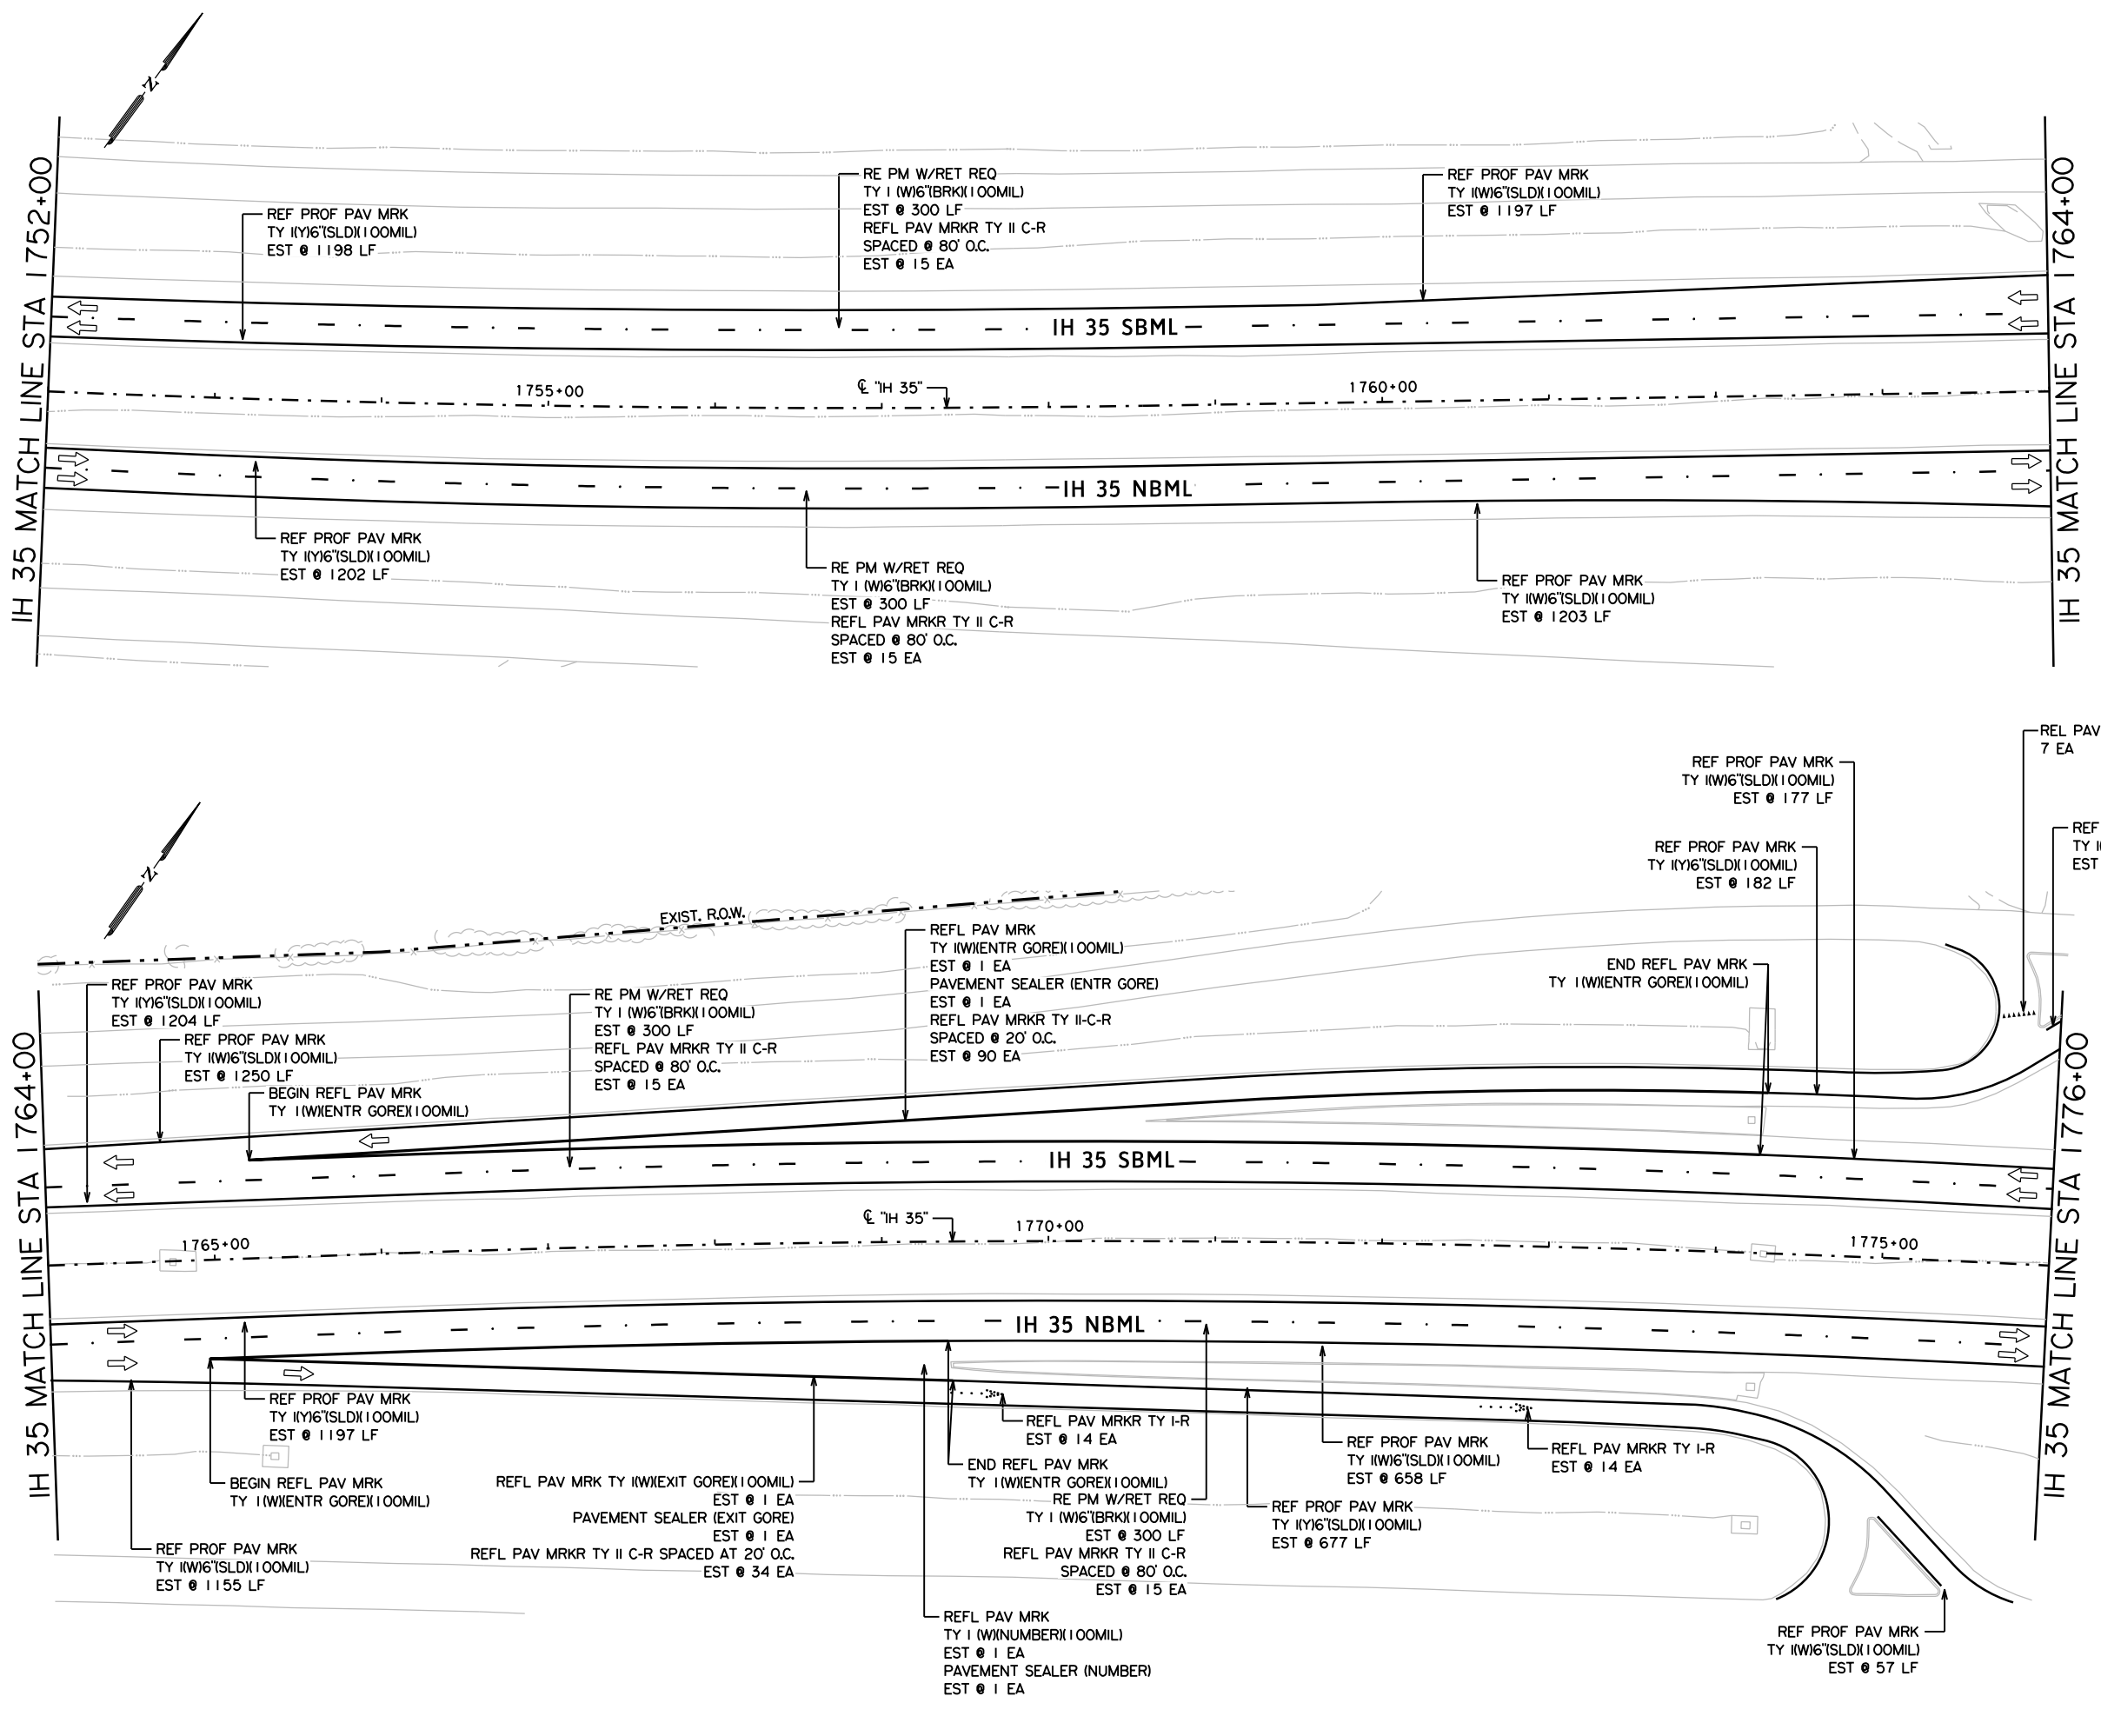 N
IH 35 MATCH LINE STA 1752+00
REF PROF PAV MRK
TY I(Y)6"(SLD)(100MIL)
EST @ 1198 LF
RE PM W/RET REQ
TY I (W)6"(BRK)(100MIL)
EST @ 300 LF
REFL PAV MRKR TY II C-R
SPACED @ 80' O.C.
EST @ 15 EA
REF PROF PAV MRK
TY I(W)6"(SLD)(100MIL)
EST @ 1197 LF
IH 35 MATCH LINE STA 1764+00
IH 35 SBML
1755+00
℄ "IH 35"
1760+00
IH 35 NBML
REF PROF PAV MRK
TY I(Y)6"(SLD)(100MIL)
EST @ 1202 LF
RE PM W/RET REQ
TY I (W)6"(BRK)(100MIL)
EST @ 300 LF
REFL PAV MRKR TY II C-R
SPACED @ 80' O.C.
EST @ 15 EA
REF PROF PAV MRK
TY I(W)6"(SLD)(100MIL)
EST @ 1203 LF
REL PAV
7 EA
REF PROF PAV MRK
TY I(W)6"(SLD)(100MIL)
EST @ 177 LF
REF
TY I(
EST
REF PROF PAV MRK
TY I(Y)6"(SLD)(100MIL)
EST @ 182 LF
N
EXIST. R.O.W.
REFL PAV MRK
TY I(W)(ENTR GORE)(100MIL)
EST @ 1 EA
PAVEMENT SEALER (ENTR GORE)
EST @ 1 EA
REFL PAV MRKR TY II-C-R
SPACED @ 20' O.C.
EST @ 90 EA
END REFL PAV MRK
TY I(W)(ENTR GORE)(100MIL)
IH 35 MATCH LINE STA 1764+00
REF PROF PAV MRK
TY I(Y)6"(SLD)(100MIL)
EST @ 1204 LF
REF PROF PAV MRK
TY I(W)6"(SLD)(100MIL)
EST @ 1250 LF
BEGIN REFL PAV MRK
TY I(W)(ENTR GORE)(100MIL)
RE PM W/RET REQ
TY I (W)6"(BRK)(100MIL)
EST @ 300 LF
REFL PAV MRKR TY II C-R
SPACED @ 80' O.C.
EST @ 15 EA
IH 35 MATCH LINE STA 1776+00
IH 35 SBML
℄ "IH 35"
1765+00
1770+00
1775+00
IH 35 NBML
REF PROF PAV MRK
TY I(Y)6"(SLD)(100MIL)
EST @ 1197 LF
BEGIN REFL PAV MRK
TY I(W)(ENTR GORE)(100MIL)
REF PROF PAV MRK
TY I(W)6"(SLD)(100MIL)
EST @ 1155 LF
REFL PAV MRK TY I(W)(EXIT GORE)(100MIL)
EST @ 1 EA
PAVEMENT SEALER (EXIT GORE)
EST @ 1 EA
REFL PAV MRKR TY II C-R SPACED AT 20' O.C.
EST @ 34 EA
REFL PAV MRKR TY I-R
EST @ 14 EA
END REFL PAV MRK
TY I(W)(ENTR GORE)(100MIL)
RE PM W/RET REQ
TY I (W)6"(BRK)(100MIL)
EST @ 300 LF
REFL PAV MRKR TY II C-R
SPACED @ 80' O.C.
EST @ 15 EA
REF PROF PAV MRK
TY I(W)6"(SLD)(100MIL)
EST @ 658 LF
REF PROF PAV MRK
TY I(Y)6"(SLD)(100MIL)
EST @ 677 LF
REFL PAV MRKR TY I-R
EST @ 14 EA
REFL PAV MRK
TY I (W)(NUMBER)(100MIL)
EST @ 1 EA
PAVEMENT SEALER (NUMBER)
EST @ 1 EA
REF PROF PAV MRK
TY I(W)6"(SLD)(100MIL)
EST @ 57 LF